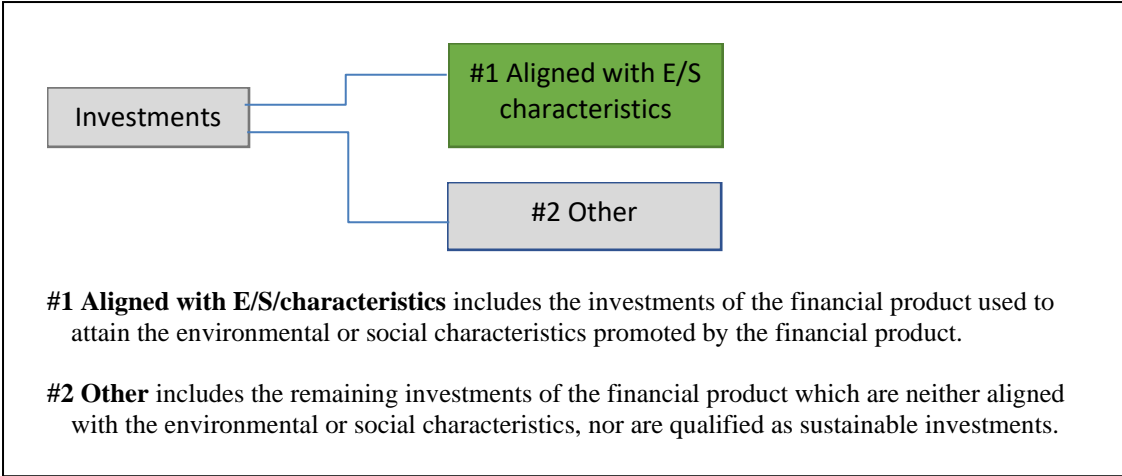 #1 Aligned with E/S
characteristics
Investments
#2 Other
#1 Aligned with E/S/characteristics includes the investments of the financial product used to
attain the environmental or social characteristics promoted by the financial product.
#2 Other includes the remaining investments of the financial product which are neither aligned
with the environmental or social characteristics, nor are qualified as sustainable investments.